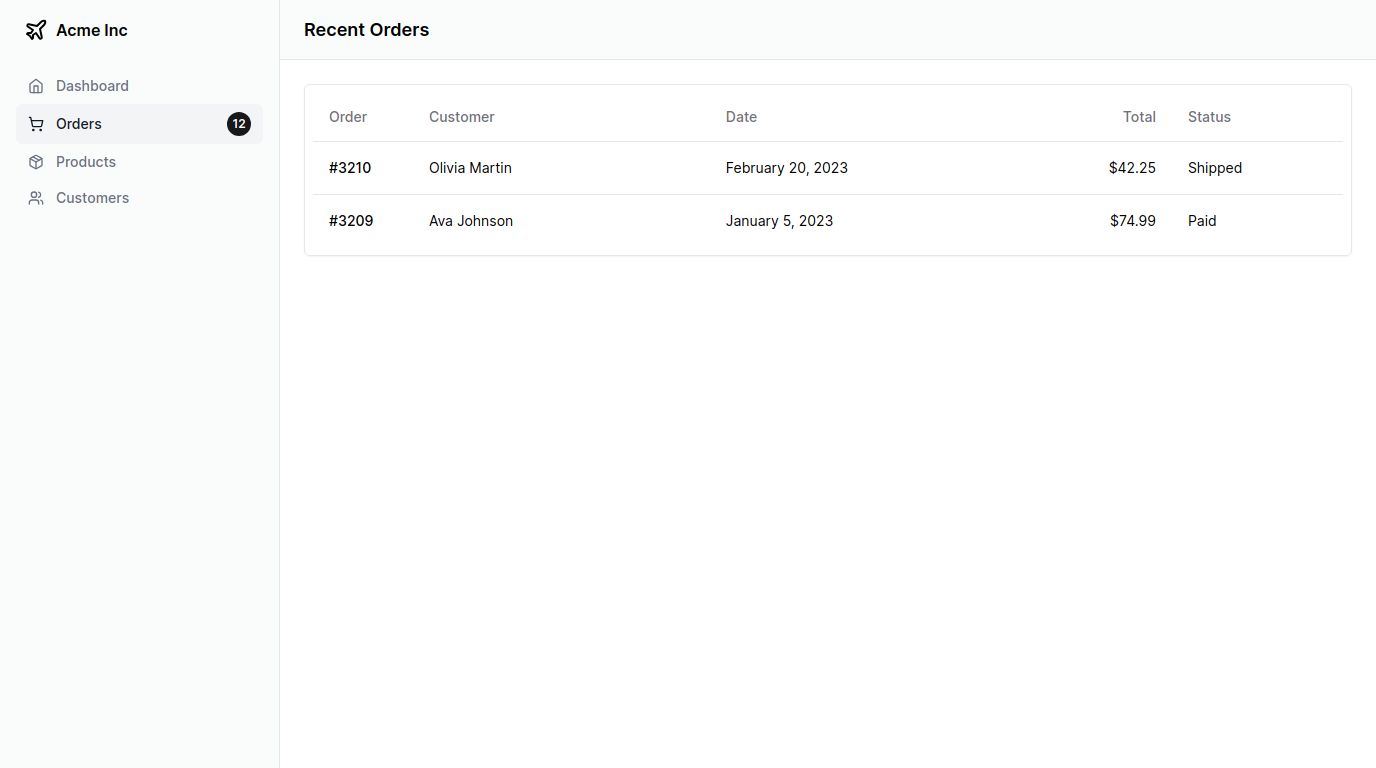 Acme Inc
Dashboard
Orders 12
Products
Customers
Recent Orders
Order Customer Date Total Status
#3210 Olivia Martin February 20, 2023 $42.25 Shipped
#3209 Ava Johnson January 5, 2023 $74.99 Paid